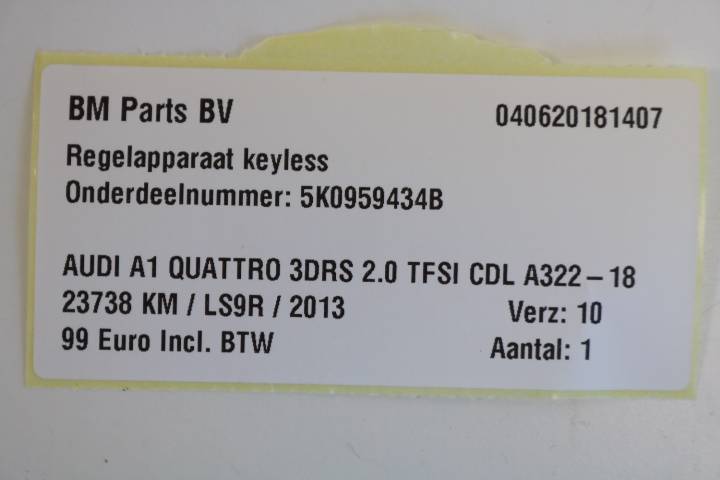 BM Parts BV 040620181407
Regelapparaat keyless
Onderdeelnummer: 5K0959434B
AUDI A1 QUATTRO 3DRS 2.0 TFSI CDL A322-18
23738 KM / LS9R / 2013 Verz: 10
99 Euro Incl. BTW Aantal: 1